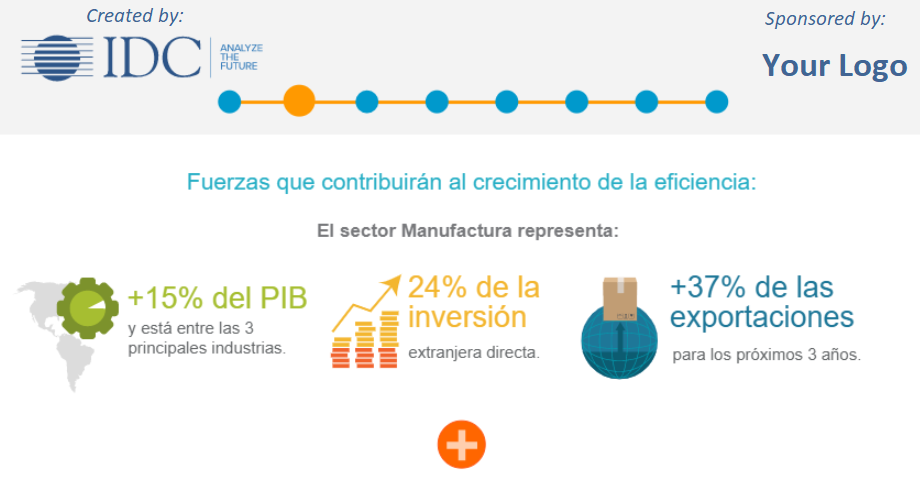 Created by:
Sponsored by:
IDC
ANALYZE
THE
FUTURE
Your Logo
Fuerzas que contribuirán al crecimiento de la eficiencia:
El sector Manufactura representa:
+15% del PIB
y está entre las 3
principales industrias.
24% de la
inversión
extranjera directa.
+37% de las
exportaciones
para los próximos 3 años.